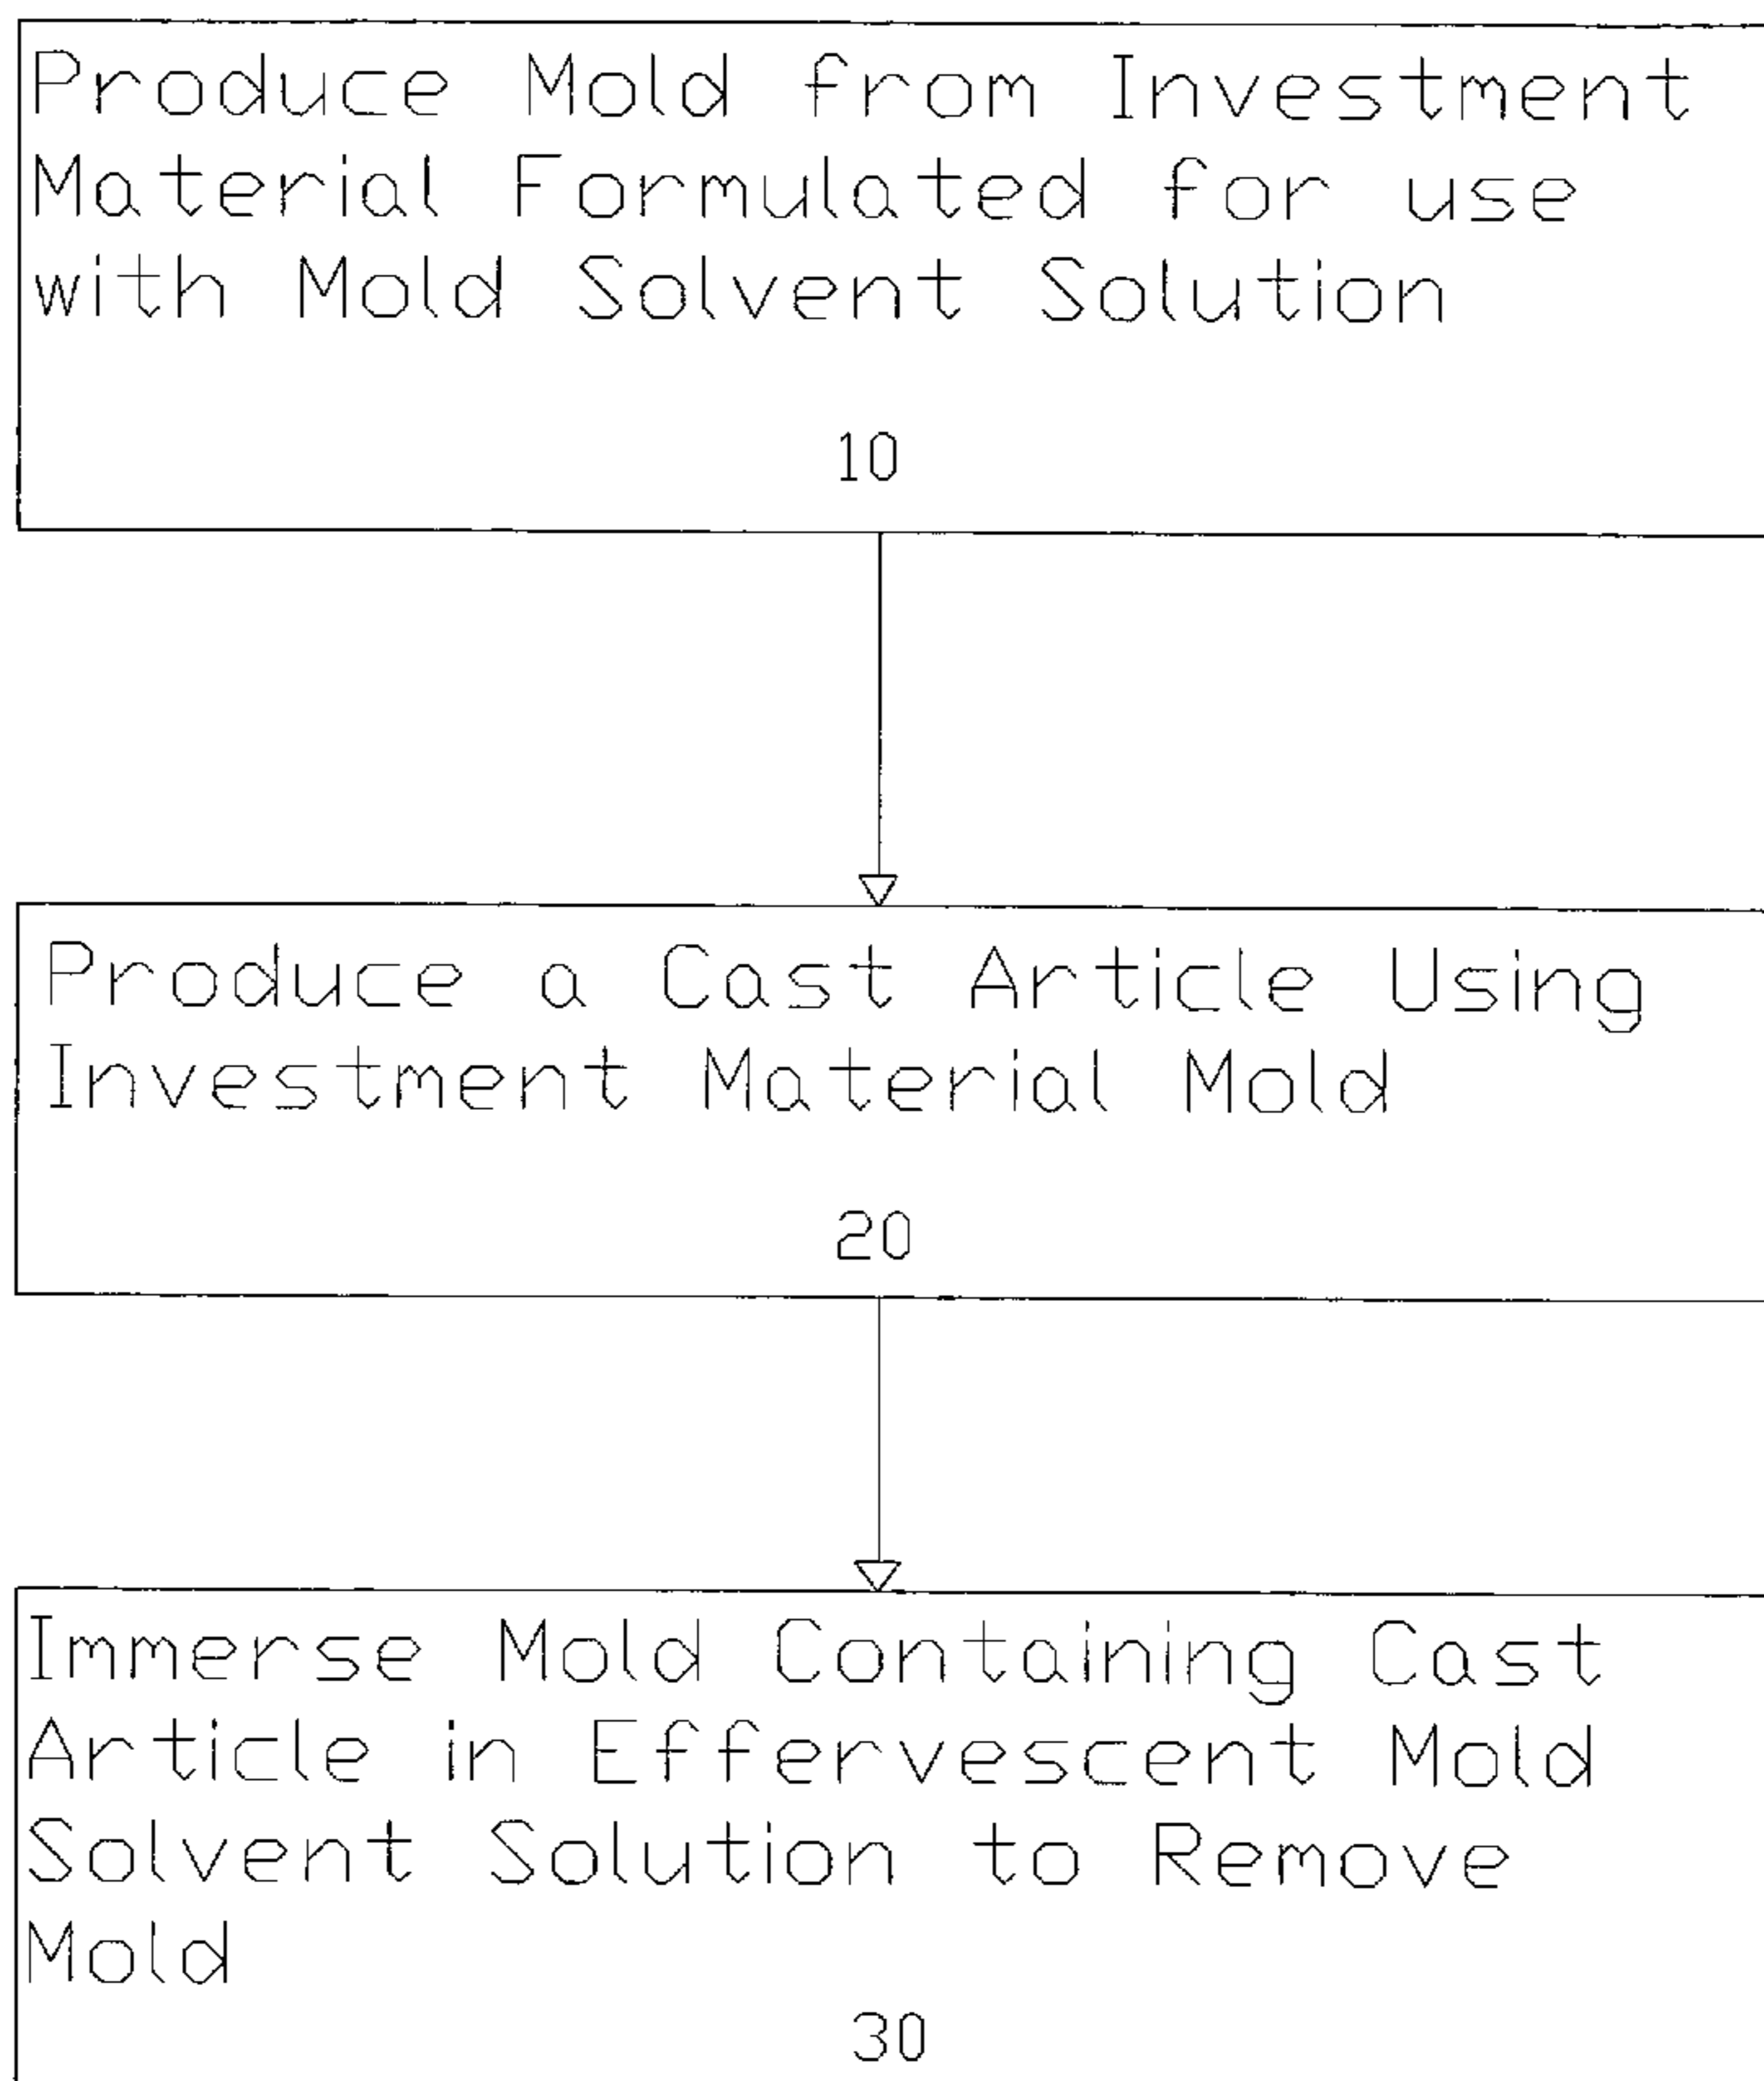 Produce Mold from Investment
Material Formulated for use
with Mold Solvent Solution
10
Produce a Cast Article Using
Investment Material Mold
20
Immerse Mold Containing Cast
Article in Effervescent Mold
Solvent Solution to Remove
Mold
30